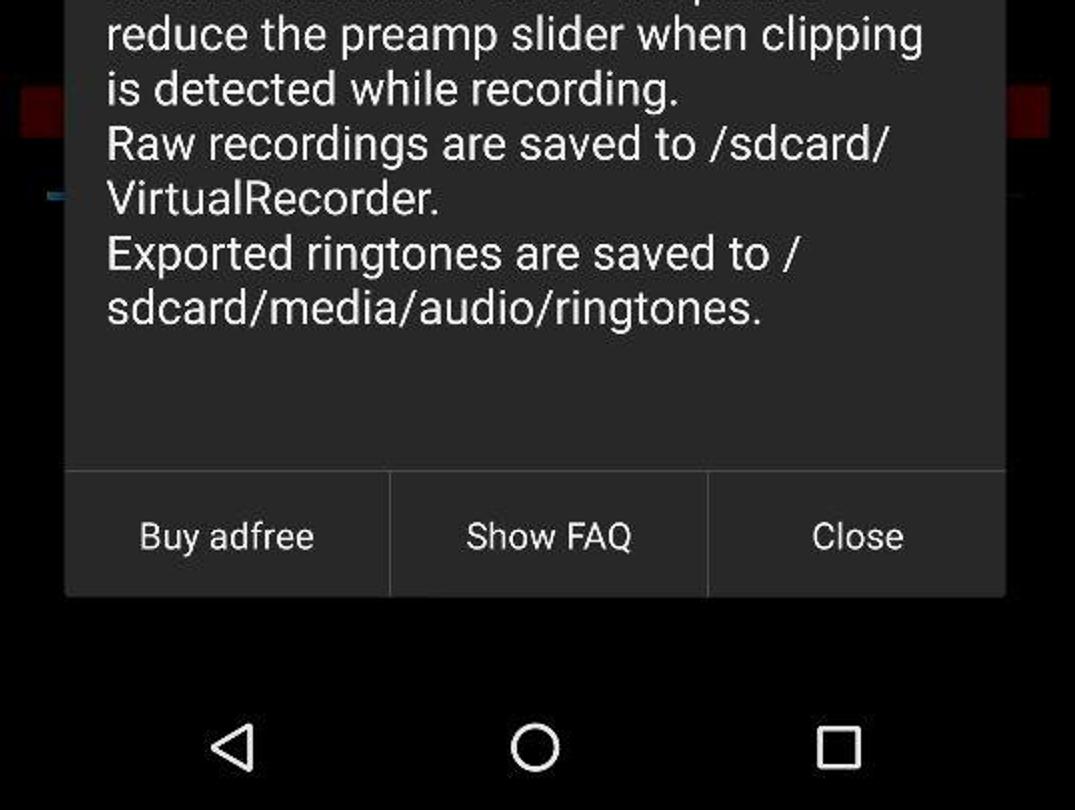 reduce the preamp slider when clipping
is detected while recording.
Raw recordings are saved to /sdcard/
VirtualRecorder.
Exported ringtones are saved to /
sdcard/media/audio/ringtones.
Buy adfree
Show FAQ
Close